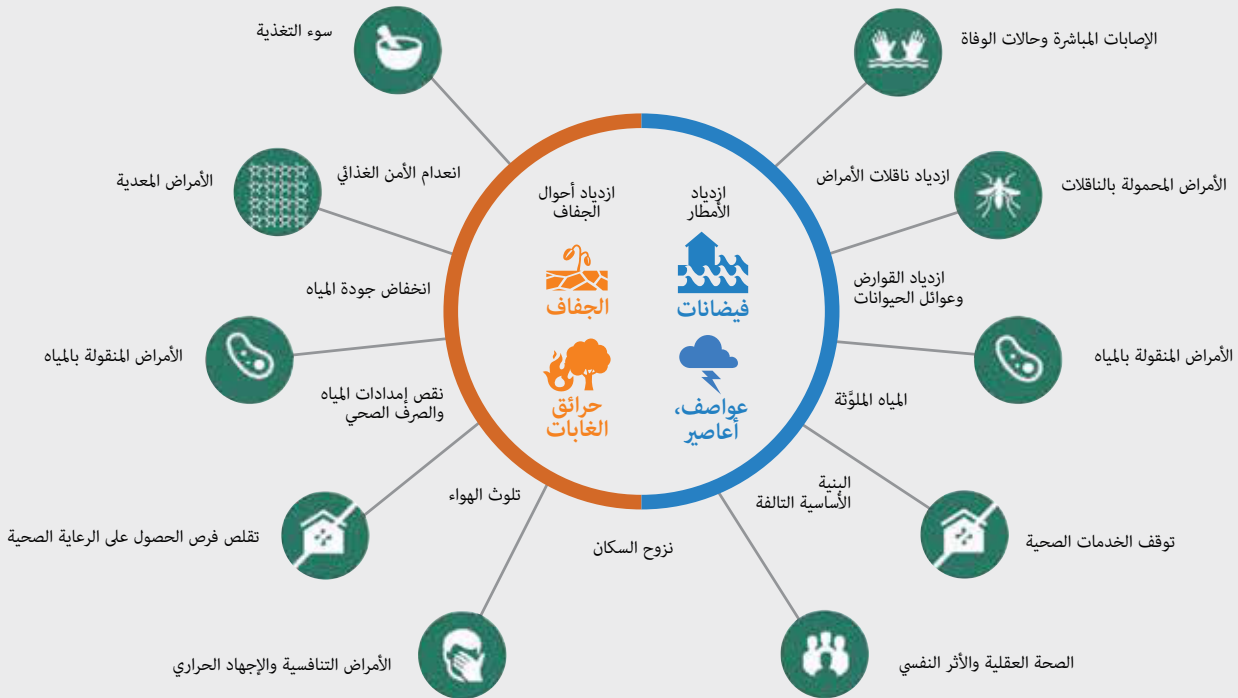 الإصابات المباشرة وحالات الوفاة
سوء التغذية
الأمراض المحمولة بالناقلات
ازدياد ناقلات الأمراض
ازدياد
الأمطار
ازدياد أحوال
الجفاف
انعدام الأمن الغذائي
الأمراض المعدية
ازدياد القوارض
وعوائل الحيوانات
فيضانات
الجفاف
انخفاض جودة المياه
الأمراض المنقولة بالمياه
المياه الملوَّثة
عواصف،
أعاصير
حرائق
الغابات
نقص إمدادات المياه
والصرف الصحي
الأمراض المنقولة بالمياه
توقف الخدمات الصحية
البنية
الأساسية التالفة
نزوح السكان
تلوث الهواء
تقلص فرص الحصول على الرعاية الصحية
الصحة العقلية والأثر النفسي
الأمراض التنافسية والإجهاد الحراري